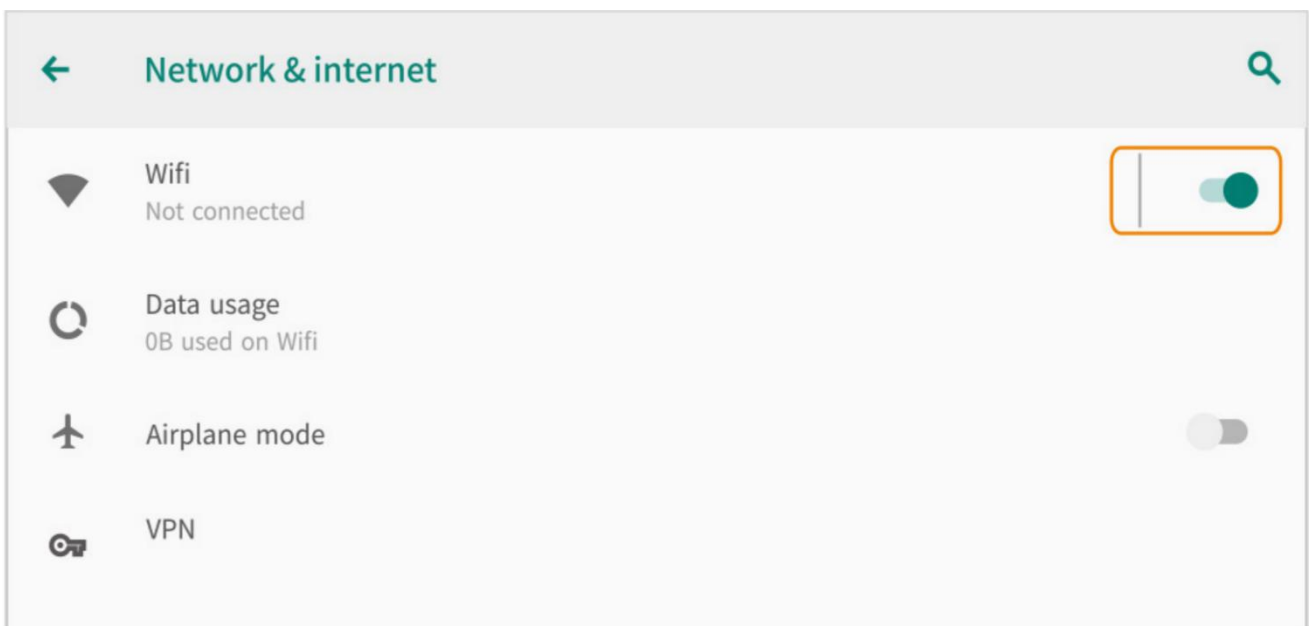 Network & internet
Wifi
Not connected
Data usage
0B used on Wifi
Airplane mode
VPN